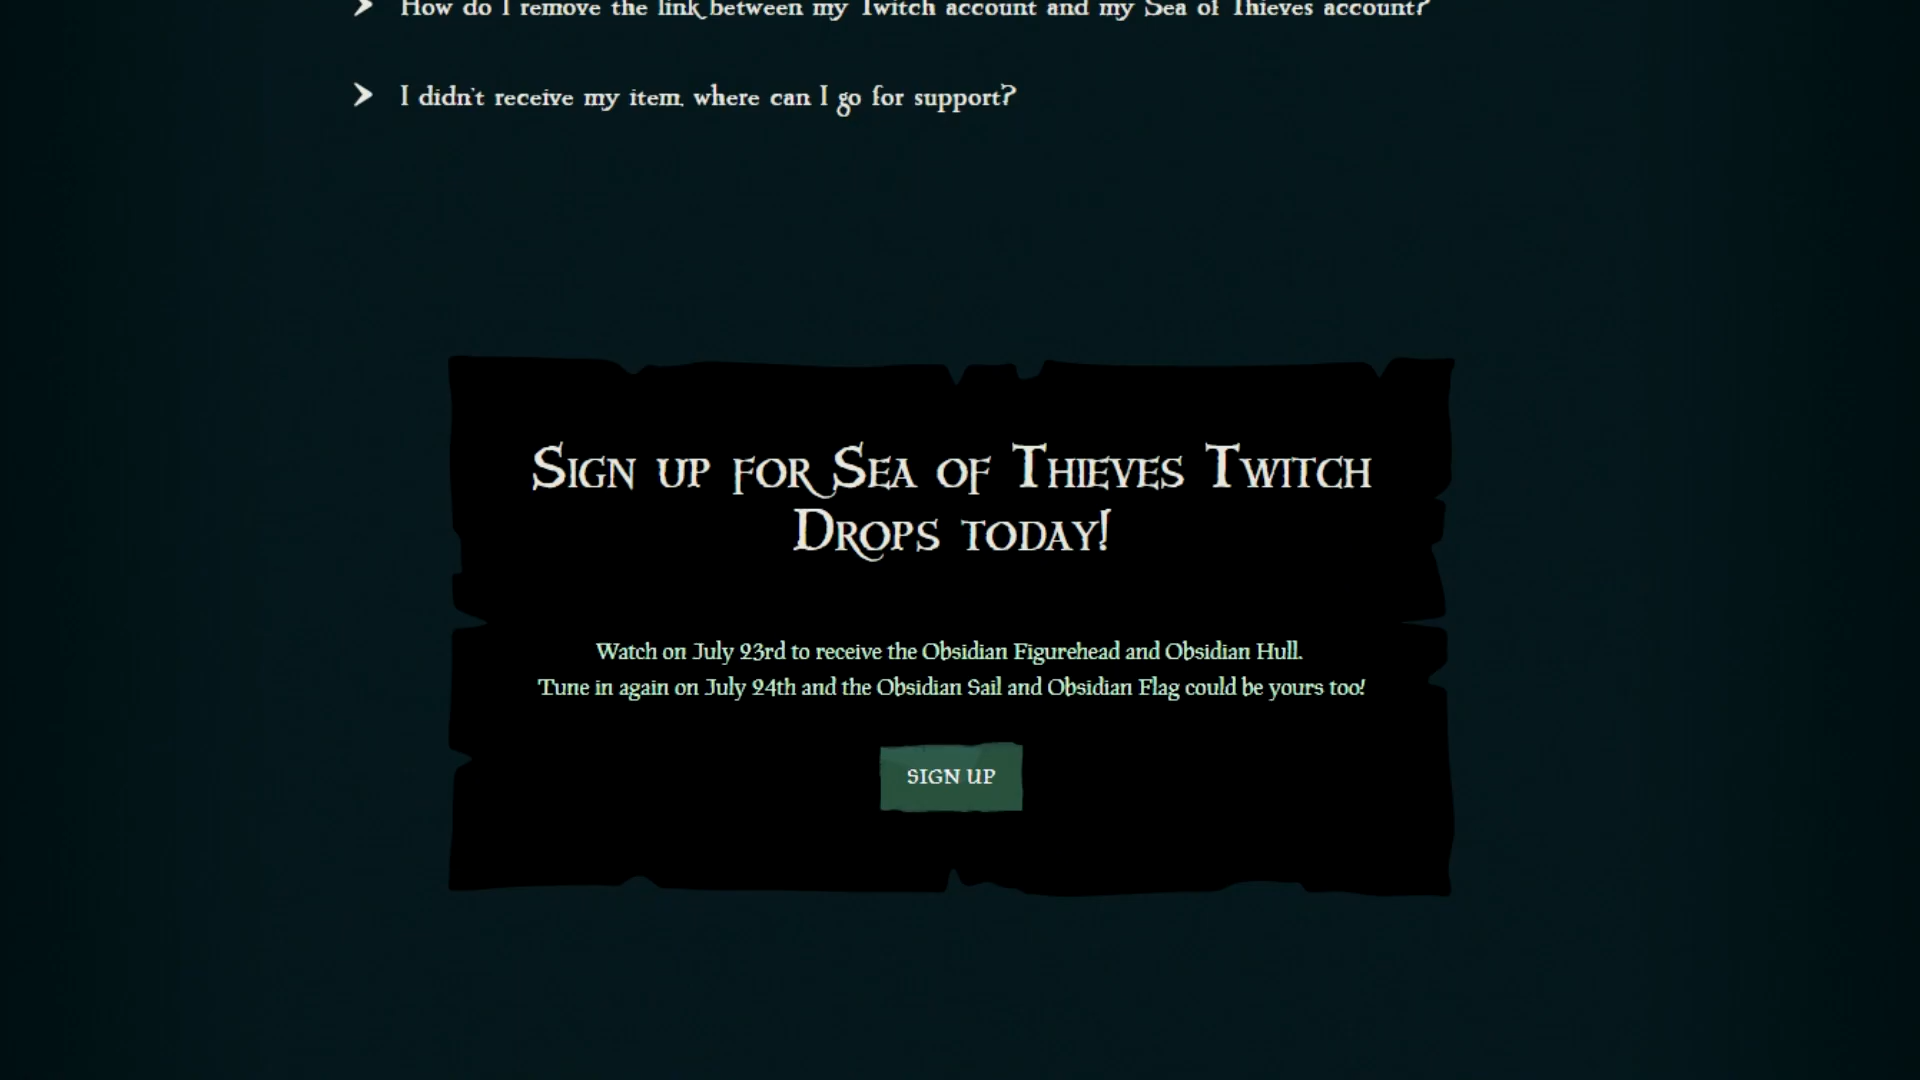 How do I remove the link between my Twitch account and my Sea of Thieves account?
I didn't receive my item, where can I go for support?
Sign up for Sea of Thieves Twitch
Drops today!
Watch on July 23rd to receive the Obsidian Figurehead and Obsidian Hull.
Tune in again on July 24th and the Obsidian Sail and Obsidian Flag could be yours too!
SIGN UP